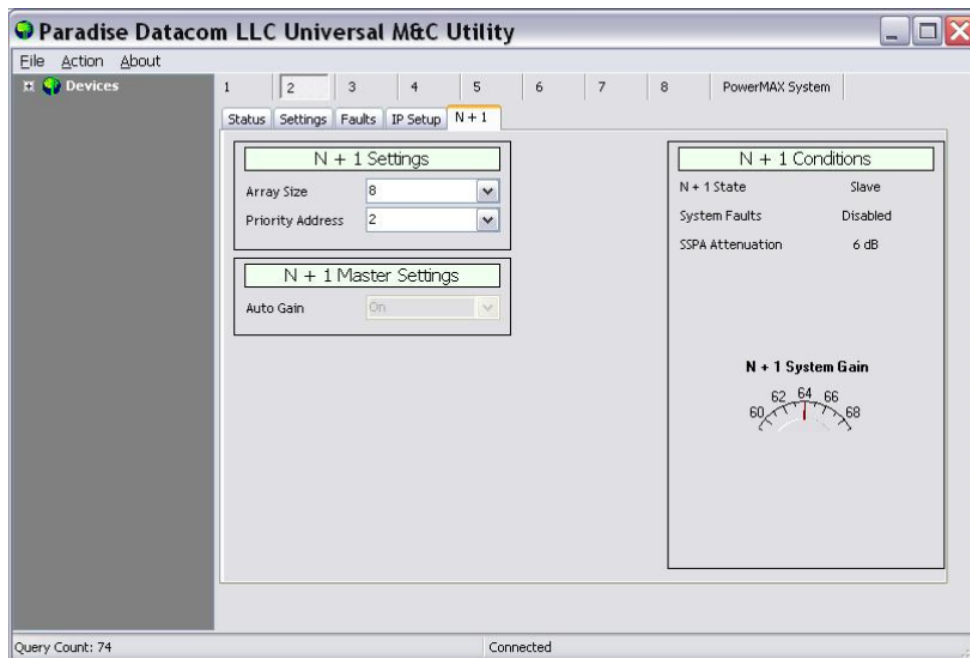 Paradise Datacom LLC Universal M&C Utility
File Action About
Devices
1 2 3 4 5 6 7 8 PowerMAX System
Status Settings Faults IP Setup N + 1
N + 1 Settings
Array Size 8
Priority Address 2
N + 1 Master Settings
Auto Gain On
N + 1 Conditions
N + 1 State Slave
System Faults Disabled
SSPA Attenuation 6 dB
N + 1 System Gain
60 62 64 66 68
Query Count: 74 Connected